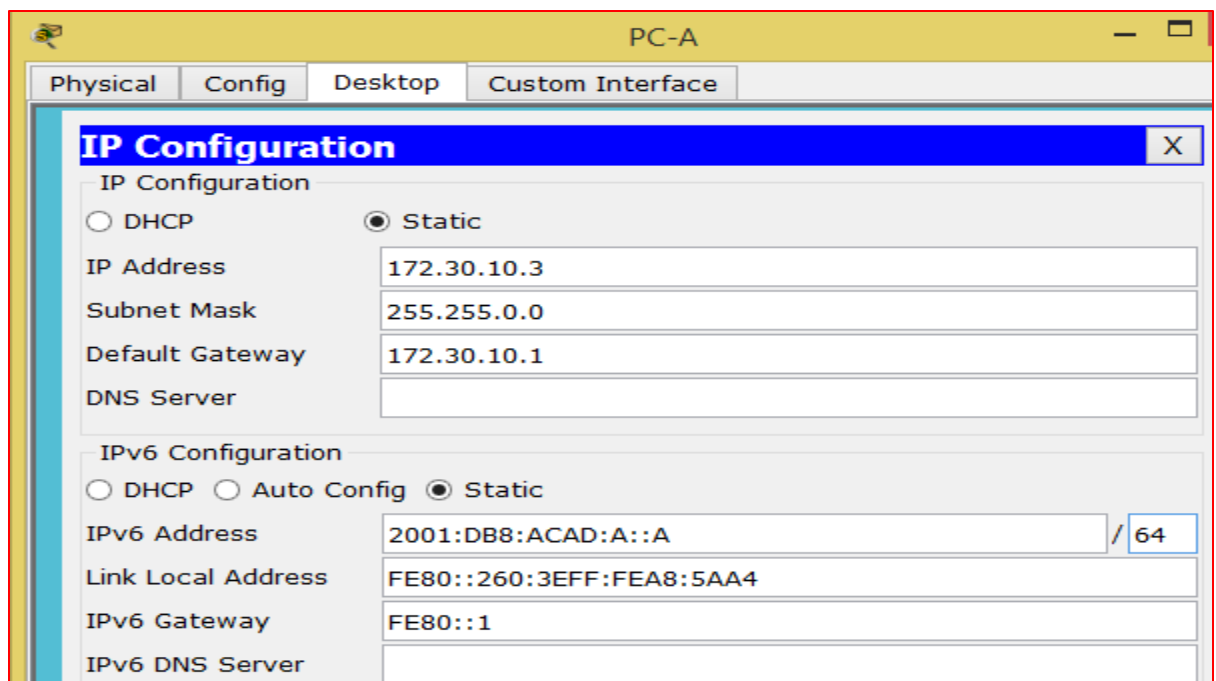 PC-A
Physical Config Desktop Custom Interface
IP Configuration X
IP Configuration
DHCP Static
IP Address 172.30.10.3
Subnet Mask 255.255.0.0
Default Gateway 172.30.10.1
DNS Server
IPv6 Configuration
DHCP Auto Config Static
IPv6 Address 2001:DB8:ACAD:A::A / 64
Link Local Address FE80::260:3EFF:FEA8:5AA4
IPv6 Gateway FE80::1
IPv6 DNS Server